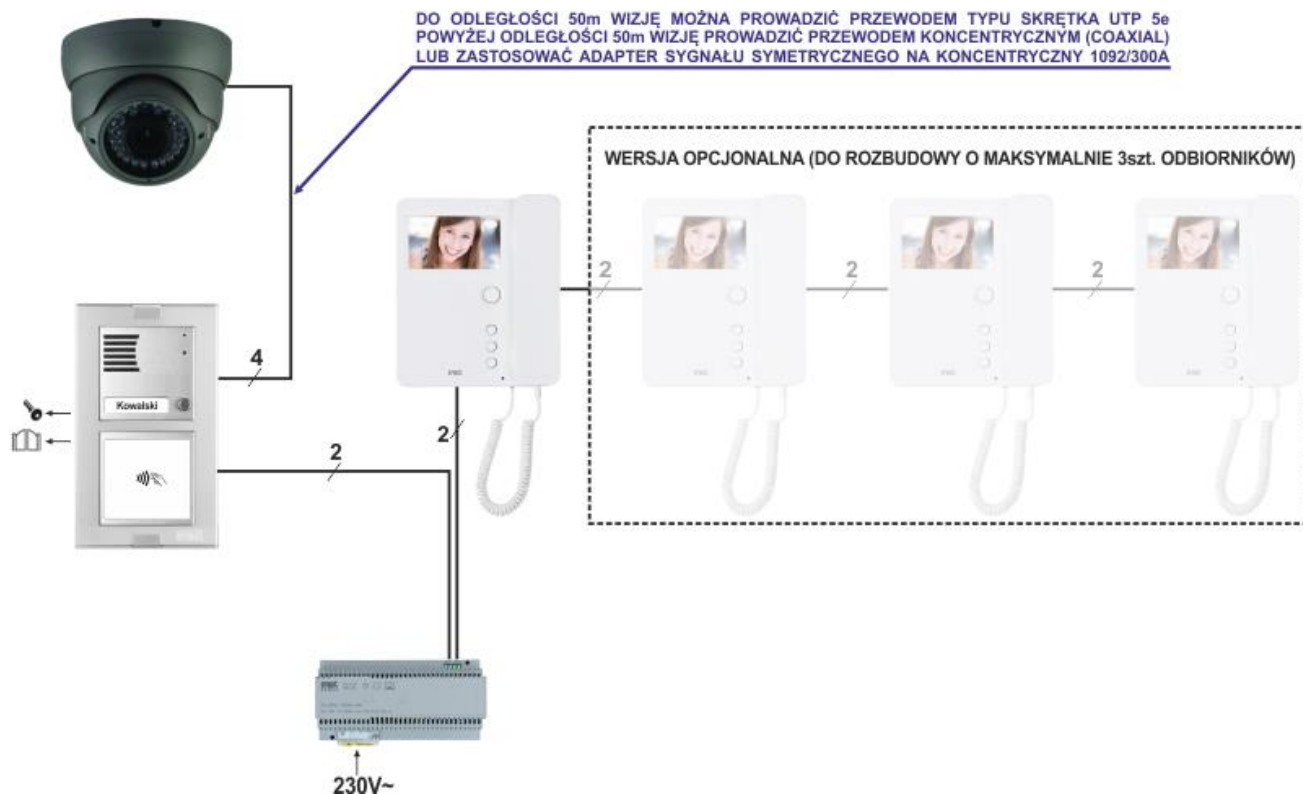 DO ODLEGŁOŚCI 50m WIZJĘ MOŻNA PROWADZIĆ PRZEWODEM TYPU SKRĘTKA UTP 5e
POWYŻEJ ODLEGŁOŚCI 50m WIZJĘ PROWADZIĆ PRZEWODEM KONCENTRYCZNYM (COAXIAL)
LUB ZASTOSOWAĆ ADAPTER SYGNAŁU SYMETRYCZNEGO NA KONCENTRYCZNY 1092/300A
WERSJA OPCJONALNA (DO ROZBUDOWY O MAKSYMALNIE 3szt. ODBIORNIKÓW)
2
2
2
4
Kowalski
2
2
230V~